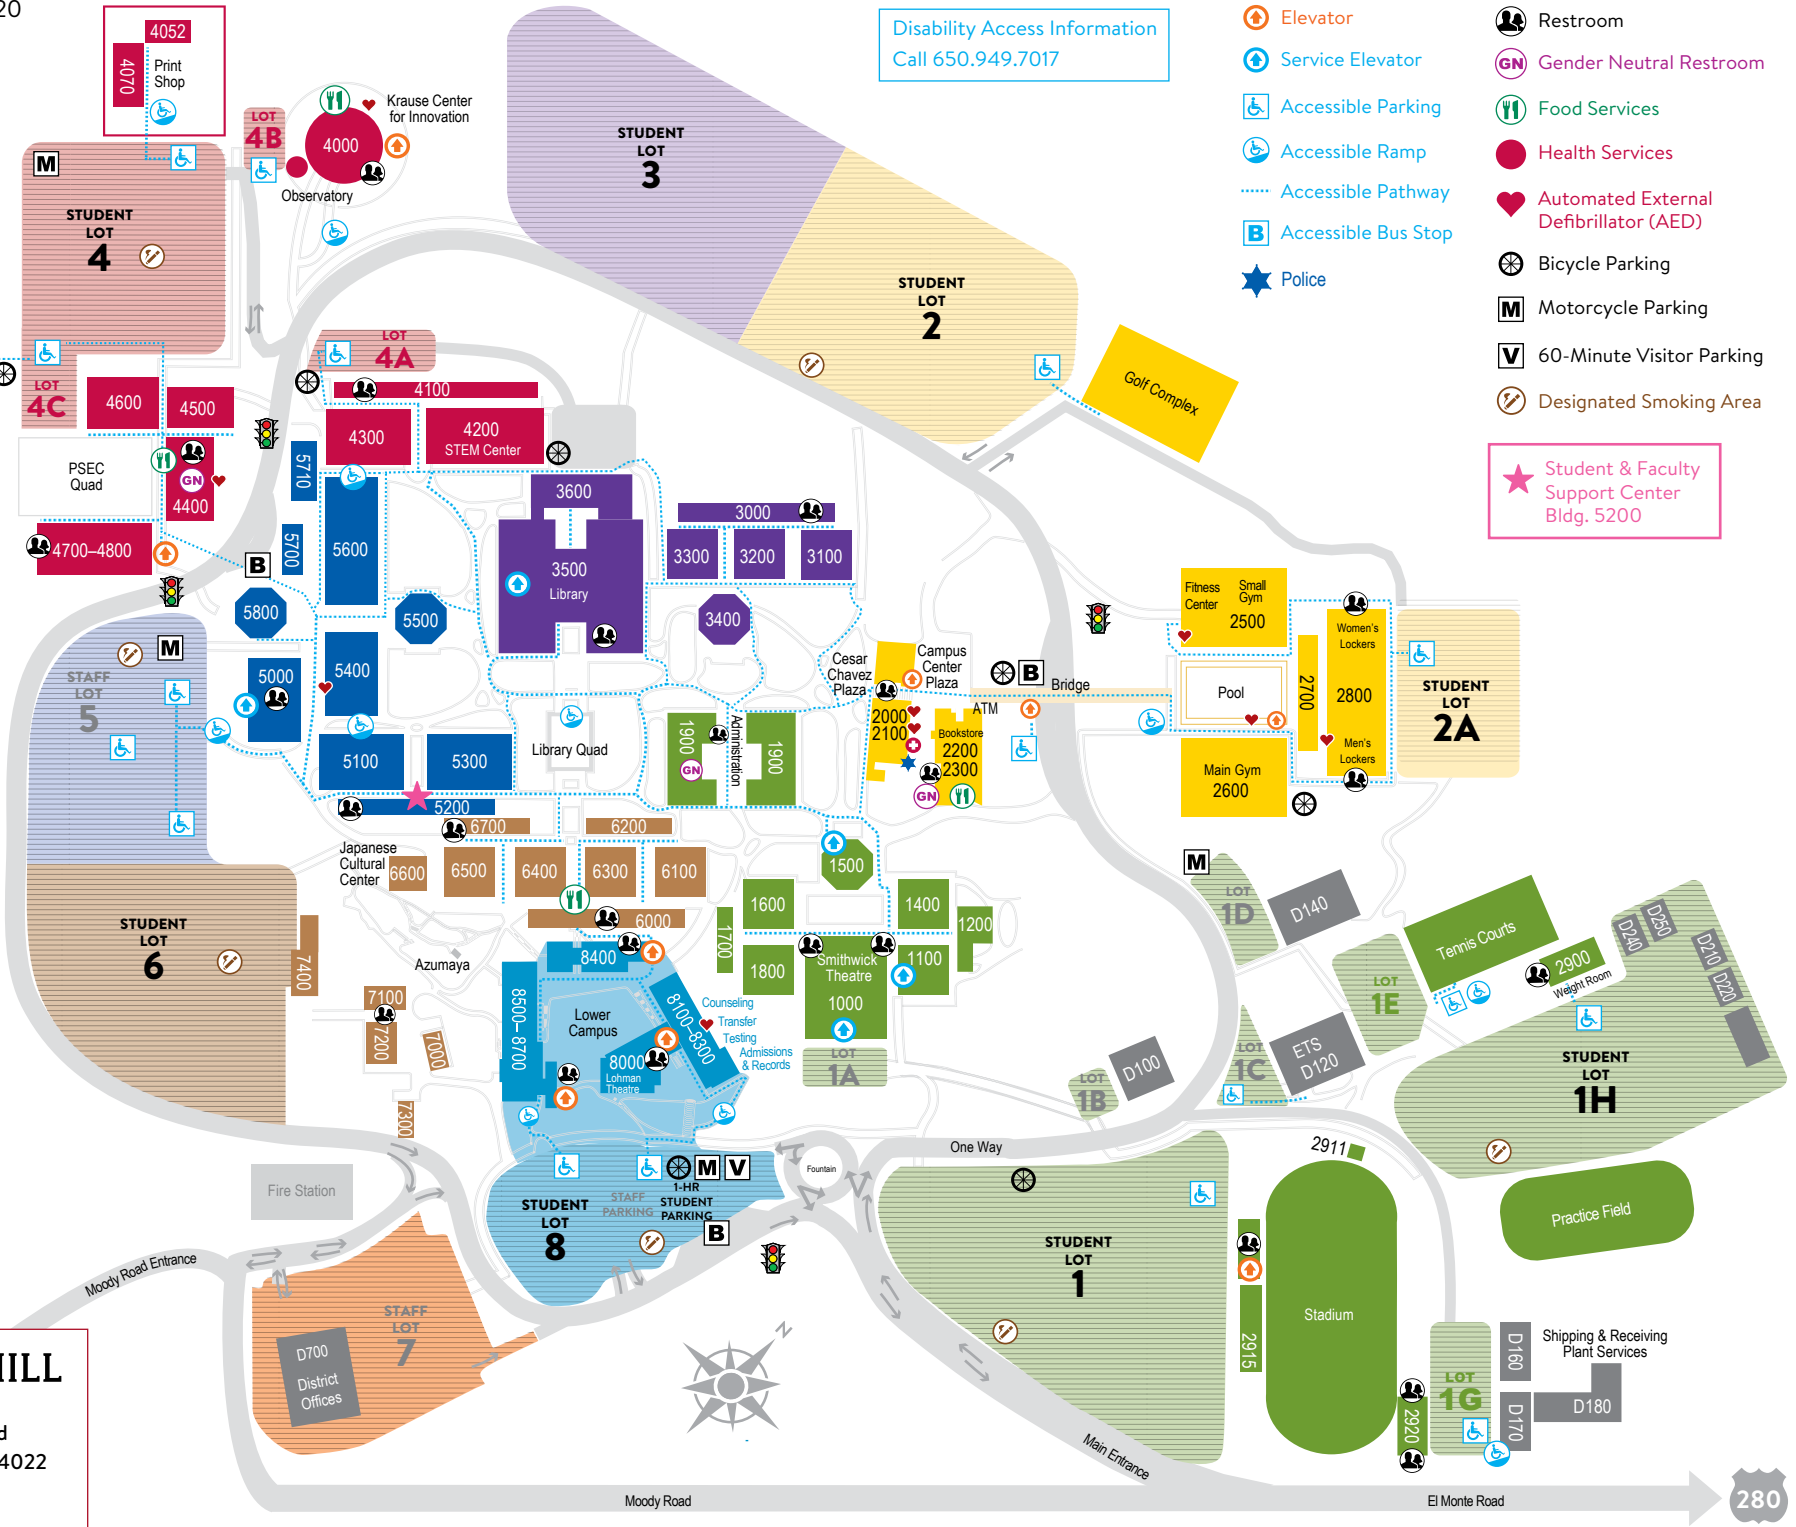 20
4052
4070
Print
Shop
LOT
4B
4000
Krause Center
for Innovation
Observatory
M
STUDENT
LOT
4
STUDENT
LOT
3
STUDENT
LOT
2
Disability Access Information
Call 650.949.7017
Elevator
Service Elevator
Accessible Parking
Accessible Ramp
Accessible Pathway
B
Accessible Bus Stop
Police
Restroom
GN
Gender Neutral Restroom
Food Services
Health Services
Automated External
Defibrillator (AED)
Bicycle Parking
M
Motorcycle Parking
V
60-Minute Visitor Parking
Designated Smoking Area
Student & Faculty
Support Center
Bldg. 5200
Golf Complex
LOT
4A
LOT
4C
4600
4500
4100
4300
4200
STEM Center
PSEC
Quad
GN
4400
4700–4800
5710
5700
5600
B
5800
5500
3600
3500
Library
3000
3300
3200
3100
3400
M
STAFF
LOT
5
5000
5400
5100
5300
5200
Library Quad
1900
Administration
1900
GN
Cesar
Chavez
Plaza
Campus
Center
Plaza
2000
2100
Bookstore
2200
2300
GN
ATM
B
Bridge
Fitness
Center
Small
Gym
2500
Pool
2700
Women's
Lockers
2800
Men's
Lockers
Main Gym
2600
STUDENT
LOT
2A
6700
6200
Japanese
Cultural
Center
6600
6500
6400
6300
6100
6000
STUDENT
LOT
6
7400
Azumaya
7100
7200
7000
7300
8400
8500–8700
Lower
Campus
8000
Lohman
Theatre
8100–8300
Counseling
Transfer
Testing
Admissions
& Records
1500
1600
1400
1700
1200
1800
1100
Smithwick
Theatre
1000
LOT
1A
LOT
1B
D100
M
LOT
1D
D140
LOT
1C
ETS
D120
LOT
1E
Tennis Courts
2900
Weight Room
D240
D250
D210
D220
STUDENT
LOT
1H
Practice Field
2911
One Way
Fountain
Fire Station
STUDENT
LOT
8
STAFF
PARKING
M
V
1-HR
STUDENT
PARKING
B
STUDENT
LOT
1
Stadium
2915
2920
LOT
1G
D160
D170
D180
Shipping & Receiving
Plant Services
Moody Road Entrance
STAFF
LOT
7
D700
District
Offices
N
Main Entrance
HILL
d
4022
Moody Road
El Monte Road
280